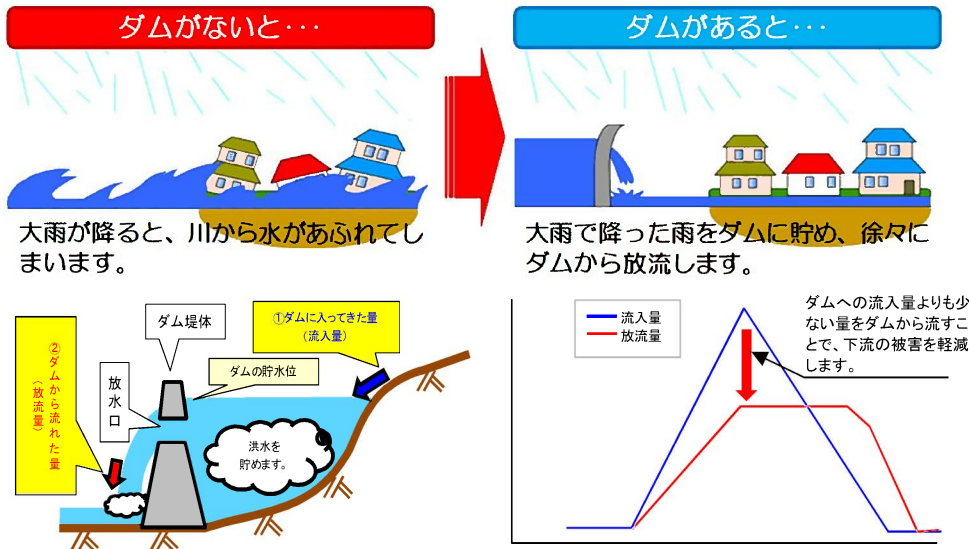 ダムがないと･･･
ダムがあると･･･
大雨が降ると、川から水があふれてし
まいます。
大雨で降った雨をダムに貯め、徐々に
ダムから放流します。
②ダムから流れた量
（放流量）
放水口
ダム堤体
①ダムに入ってきた量
（流入量）
ダムの貯水位
洪水を
貯めます。
流入量
放流量
ダムへの流入量よりも少
ない量をダムから流すこ
とで、下流の被害を軽減
します。